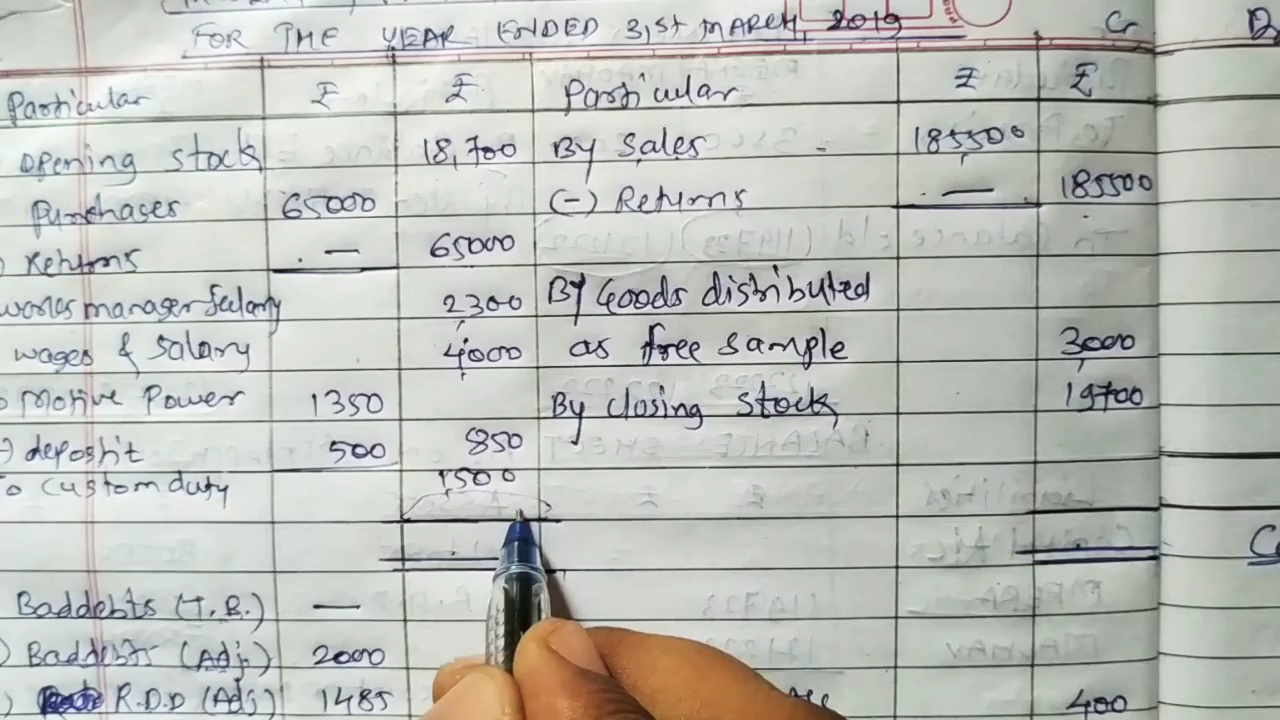 FOR THE YEAR ENDED 31ST MARCH, 2019 Cr
Particular ₹ ₹ Particular ₹ ₹
Opening stock 18,700 By Sales 185500
Purchases 65000 (-) Returns — 185500
Returns — 65000
works manager Salary 2300 By Goods distributed
wages & Salary 4000 as free sample 3000
Motive Power 1350 By Closing stock 19700
(-) deposit 500 850
To Custom duty 1500
Baddebts (T.B.) —
Baddebts (Adj.) 2000
R.D.D (Adj) 1485 400